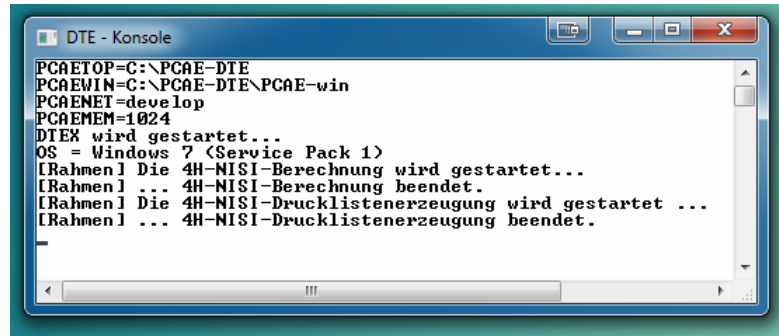 DTE - Konsole
PCAETOP=C:\PCAE-DTE
PCAEWIN=C:\PCAE-DTE\PCAE-win
PCAENET=develop
PCAEMEM=1024
DTEX wird gestartet...
OS = Windows 7 (Service Pack 1)
[Rahmen] Die 4H-NISI-Berechnung wird gestartet...
[Rahmen] ... 4H-NISI-Berechnung beendet.
[Rahmen] Die 4H-NISI-Drucklistenerzeugung wird gestartet ...
[Rahmen] ... 4H-NISI-Drucklistenerzeugung beendet.